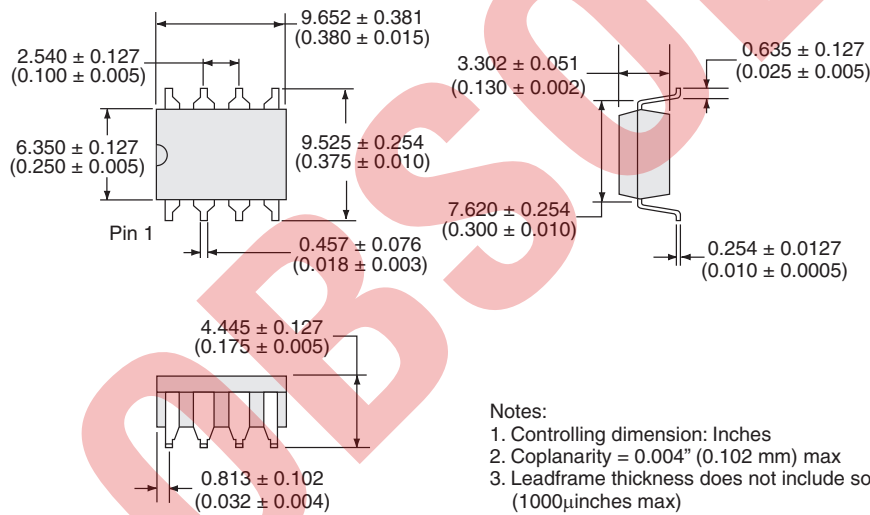 9.652 ± 0.381
(0.380 ± 0.015)
2.540 ± 0.127
(0.100 ± 0.005)
6.350 ± 0.127
(0.250 ± 0.005)
9.525 ± 0.254
(0.375 ± 0.010)
Pin 1
0.457 ± 0.076
(0.018 ± 0.003)
3.302 ± 0.051
(0.130 ± 0.002)
0.635 ± 0.127
(0.025 ± 0.005)
7.620 ± 0.254
(0.300 ± 0.010)
0.254 ± 0.0127
(0.010 ± 0.0005)
4.445 ± 0.127
(0.175 ± 0.005)
0.813 ± 0.102
(0.032 ± 0.004)
Notes:
1. Controlling dimension: Inches
2. Coplanarity = 0.004” (0.102 mm) max
3. Leadframe thickness does not include so
(1000µinches max)
OBSO